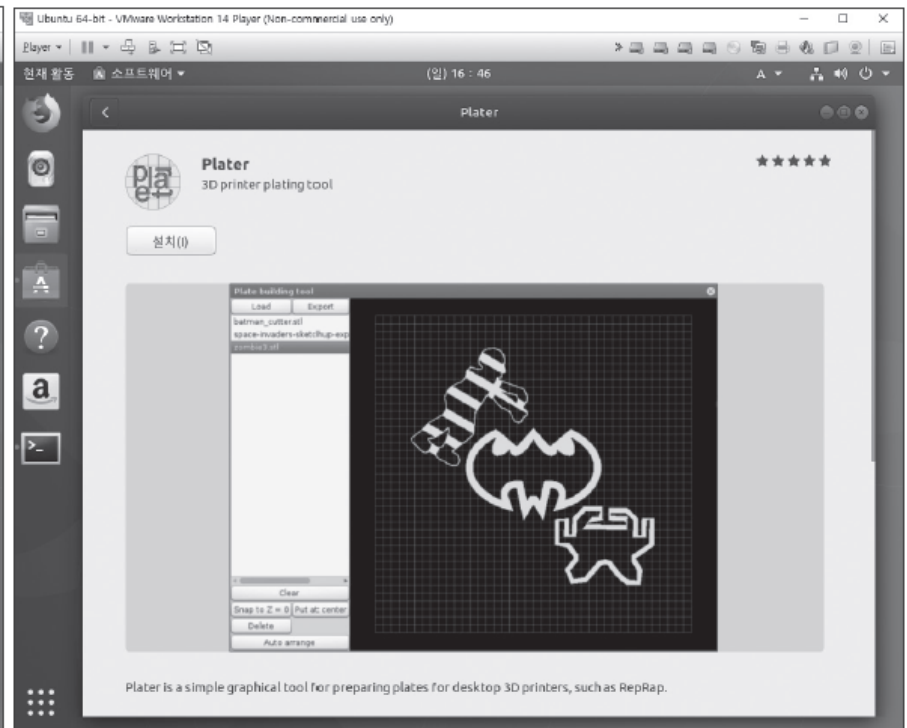 Ubuntu 64-bit - VMware Workstation 14 Player (Non-commercial use only)
Player
현재 활동 소프트웨어 (일) 16 : 46 A
Plater
Plater
3D printer plating tool
설치(I)
Plate building tool
Load Export
batman_cutter.stl
space-invaders-sketchup-exp
zombie2.stl
Clear
Snap to Z = 0 Put at center
Delete
Auto arrange
Plater is a simple graphical tool for preparing plates for desktop 3D printers, such as RepRap.